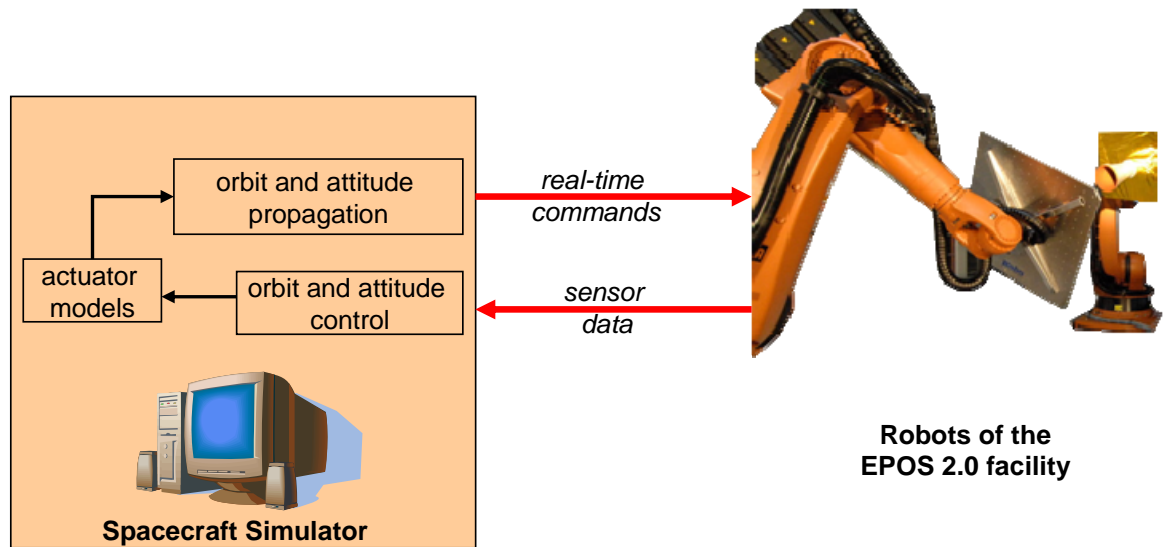 orbit and attitude
propagation
real-time
commands
actuator
models
orbit and attitude
control
sensor
data
Robots of the
EPOS 2.0 facility
Spacecraft Simulator